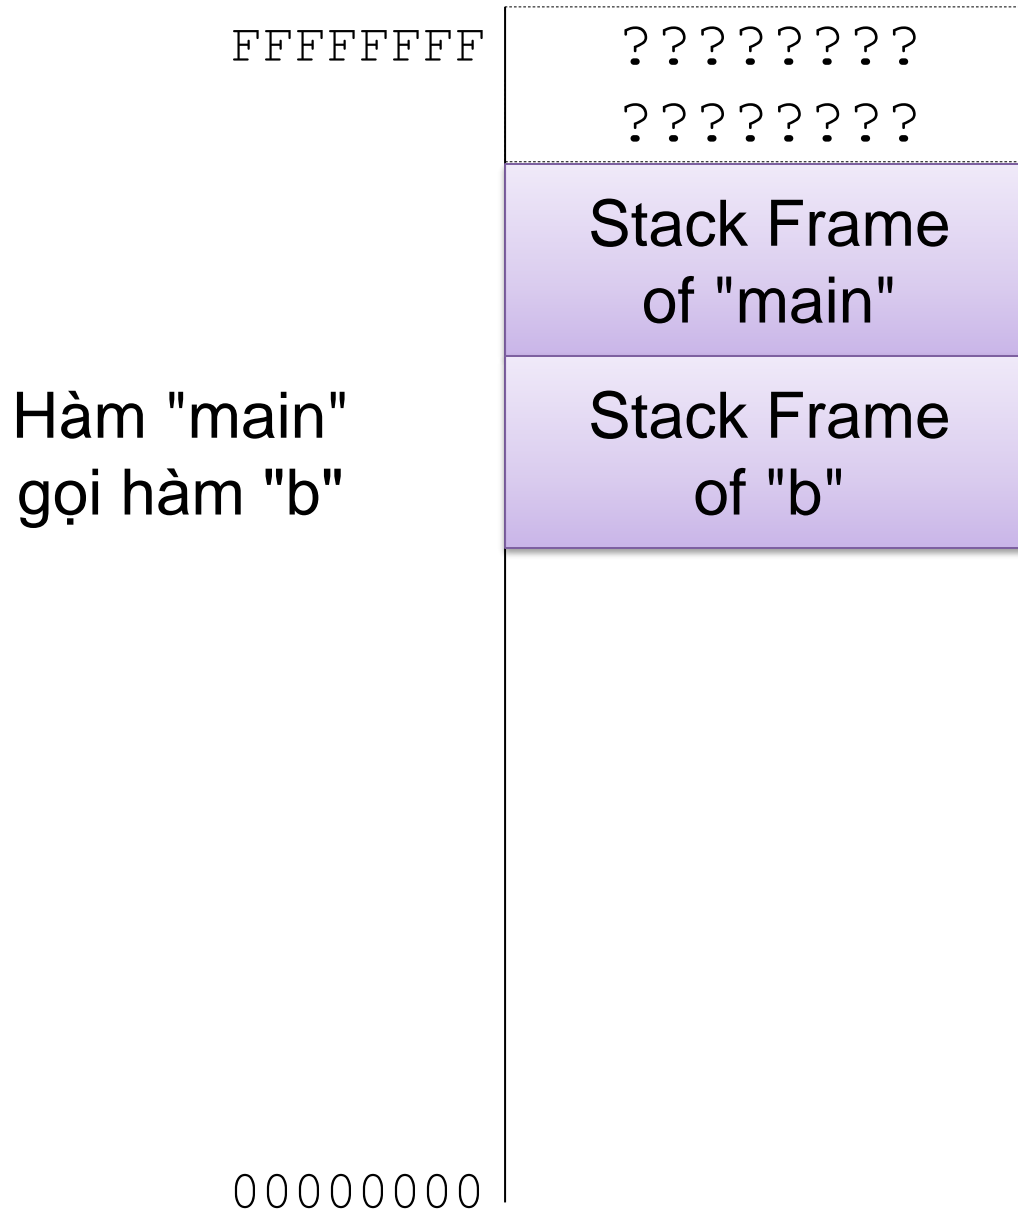 FFFFFFFF
????????
????????
Stack Frame
of "main"
Hàm "main"
gọi hàm "b"
Stack Frame
of "b"
00000000